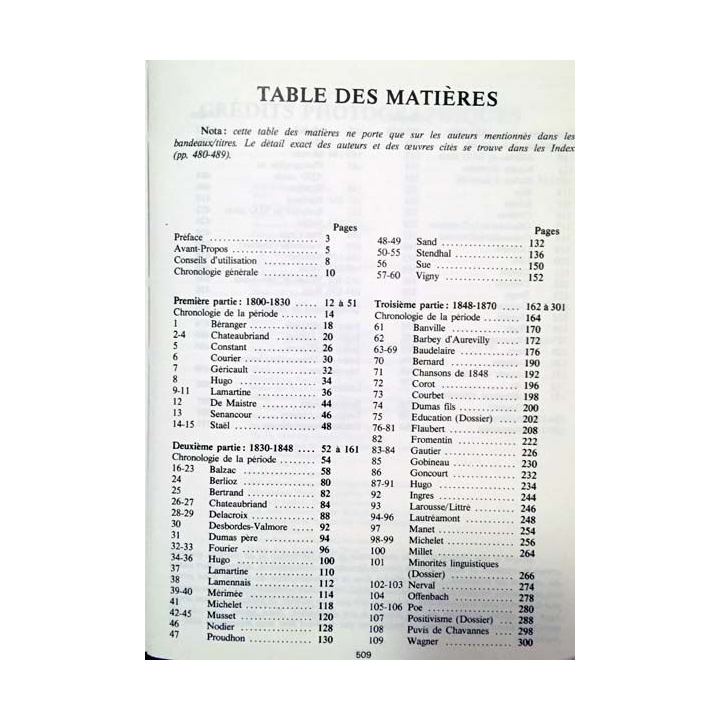 TABLE DES MATIÈRES
Nota : cette table des matières ne porte que sur les auteurs mentionnés dans les
bandeaux/titres. Le détail exact des auteurs et des œuvres cités se trouve dans les Index
(pp. 480-489).
Pages
Préface ........................ 3
Avant-Propos ................... 5
Conseils d'utilisation ............ 8
Chronologie générale ............ 10
Première partie : 1800-1830 .... 12 à 51
Chronologie de la période ........ 14
1 Béranger ................ 18
2-4 Chateaubriand ........... 20
5 Constant ................ 26
6 Courier ................. 30
7 Géricault ............... 32
8 Hugo .................... 34
9-11 Lamartine ............... 36
12 De Maistre .............. 44
13 Senancour ............... 46
14-15 Staël ................... 48
Deuxième partie : 1830-1848 .... 52 à 161
Chronologie de la période ........ 54
16-23 Balzac .................. 58
24 Berlioz ................. 80
25 Bertrand ................ 82
26-27 Chateaubriand ........... 84
28-29 Delacroix ............... 88
30 Desbordes-Valmore ....... 92
31 Dumas père .............. 94
32-33 Fourier ................. 96
34-36 Hugo .................... 100
37 Lamartine ............... 110
38 Lamennais ............... 112
39-40 Mérimée ................. 114
41 Michelet ................ 118
42-45 Musset .................. 120
46 Nodier .................. 128
47 Proudhon ................ 130
Pages
48-49 Sand .................... 132
50-55 Stendhal ................ 136
56 Sue ..................... 150
57-60 Vigny ................... 152
Troisième partie : 1848-1870 .... 162 à 301
Chronologie de la période ........ 164
61 Banville ................ 170
62 Barbey d'Aurevilly ...... 172
63-69 Baudelaire .............. 176
70 Bernard ................. 190
71 Chansons de 1848 ........ 192
72 Corot ................... 196
73 Courbet ................. 198
74 Dumas fils .............. 200
75 Education (Dossier) ..... 202
76-81 Flaubert ................ 208
82 Fromentin ............... 222
83-84 Gautier ................. 226
85 Gobineau ................ 230
86 Goncourt ................ 232
87-91 Hugo .................... 234
92 Ingres .................. 244
93 Larousse/Littré ......... 246
94-96 Lautréamont ............. 248
97 Manet ................... 254
98-99 Michelet ................ 256
100 Millet .................. 264
101 Minorités linguistiques
(Dossier) ............... 266
102-103 Nerval .................. 274
104 Offenbach ............... 278
105-106 Poe ..................... 280
107 Positivisme (Dossier) ... 288
108 Puvis de Chavannes ...... 298
109 Wagner .................. 300
509